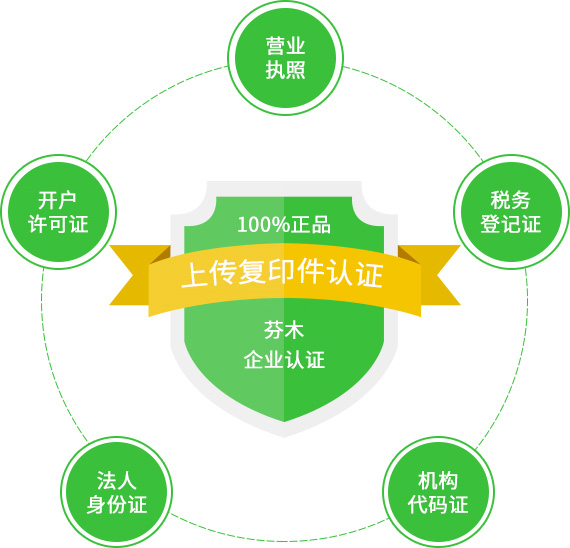 营业
执照
开户
许可证
税务
登记证
100%正品
上传复印件认证
芬木
企业认证
法人
身份证
机构
代码证